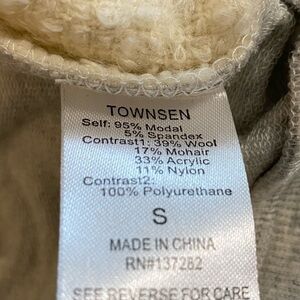 TOWNSEN
Self: 95% Modal
5% Spandex
Contrast1: 39% Wool
17% Mohair
33% Acrylic
11% Nylon
Contrast2:
100% Polyurethane
S
MADE IN CHINA
RN#137282
SEE REVERSE FOR CARE